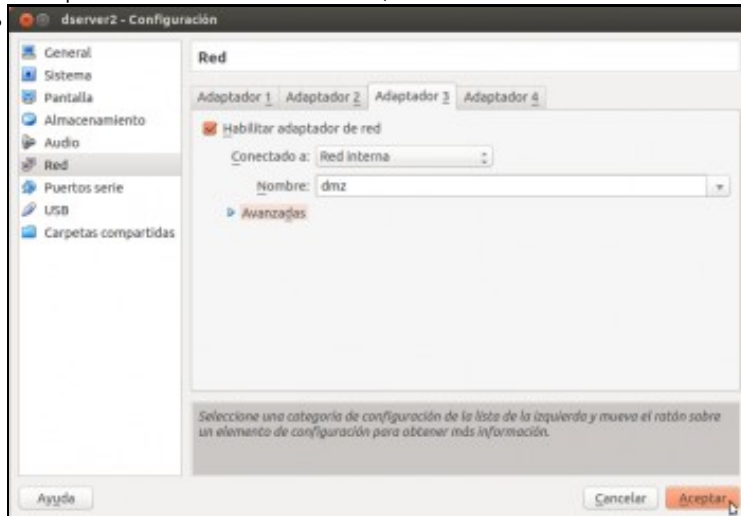 dserver2 - Configuración
General
Sistema
Pantalla
Almacenamiento
Audio
Red
Puertos serie
USB
Carpetas compartidas
Red
Adaptador 1 Adaptador 2 Adaptador 3 Adaptador 4
Habilitar adaptador de red
Conectado a: Red interna
Nombre: dmz
Avanzadas
Seleccione una categoría de configuración de la lista de la izquierda y mueva el ratón sobre
un elemento de configuración para obtener más información.
Ayuda
Cancelar
Aceptar